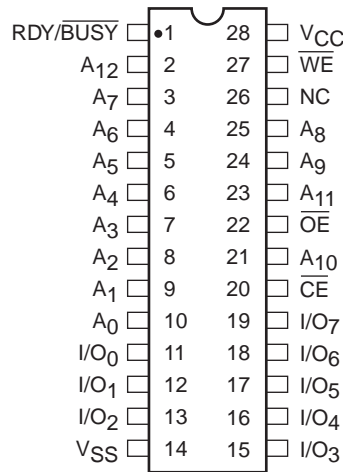 RDY/BUSY 1 28 VCC
A12 2 27 WE
A7 3 26 NC
A6 4 25 A8
A5 5 24 A9
A4 6 23 A11
A3 7 22 OE
A2 8 21 A10
A1 9 20 CE
A0 10 19 I/O7
I/O0 11 18 I/O6
I/O1 12 17 I/O5
I/O2 13 16 I/O4
VSS 14 15 I/O3